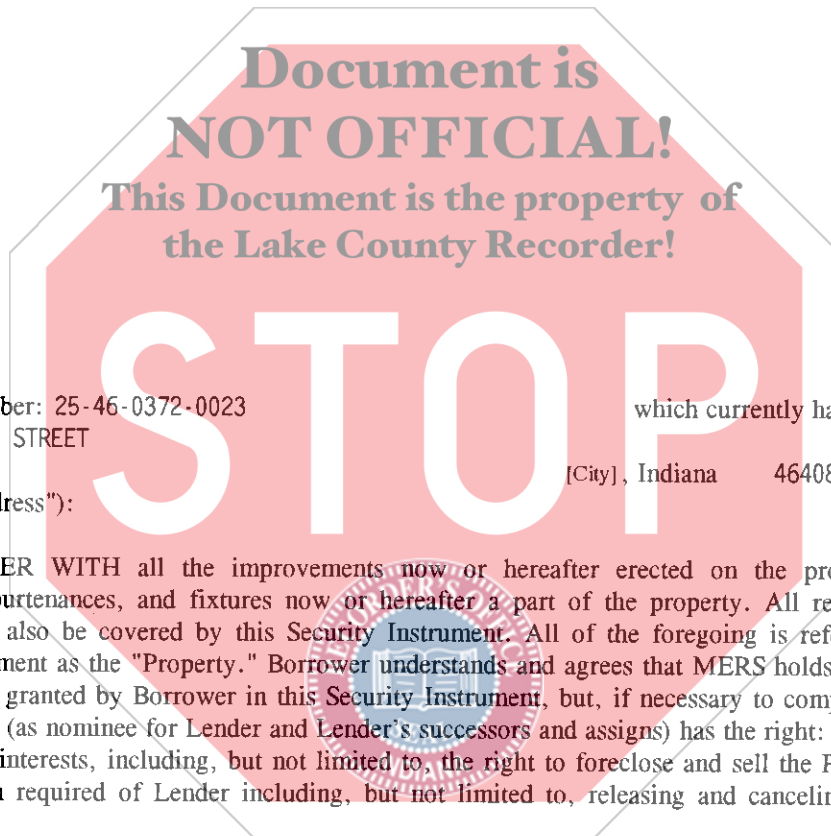 Document is
NOT OFFICIAL!
This Document is the property of
the Lake County Recorder!
STOP
ber: 25-46-0372-0023 which currently ha
STREET
[City], Indiana 46408
dress"):
ER WITH all the improvements now or hereafter erected on the pro
purtenances, and fixtures now or hereafter a part of the property. All re
also be covered by this Security Instrument. All of the foregoing is ref
ment as the "Property." Borrower understands and agrees that MERS holds
granted by Borrower in this Security Instrument, but, if necessary to com
(as nominee for Lender and Lender's successors and assigns) has the right:
interests, including, but not limited to, the right to foreclose and sell the P
required of Lender including, but not limited to, releasing and cancelin
RECORDER'S OFFICE
SEAL
INDIANA